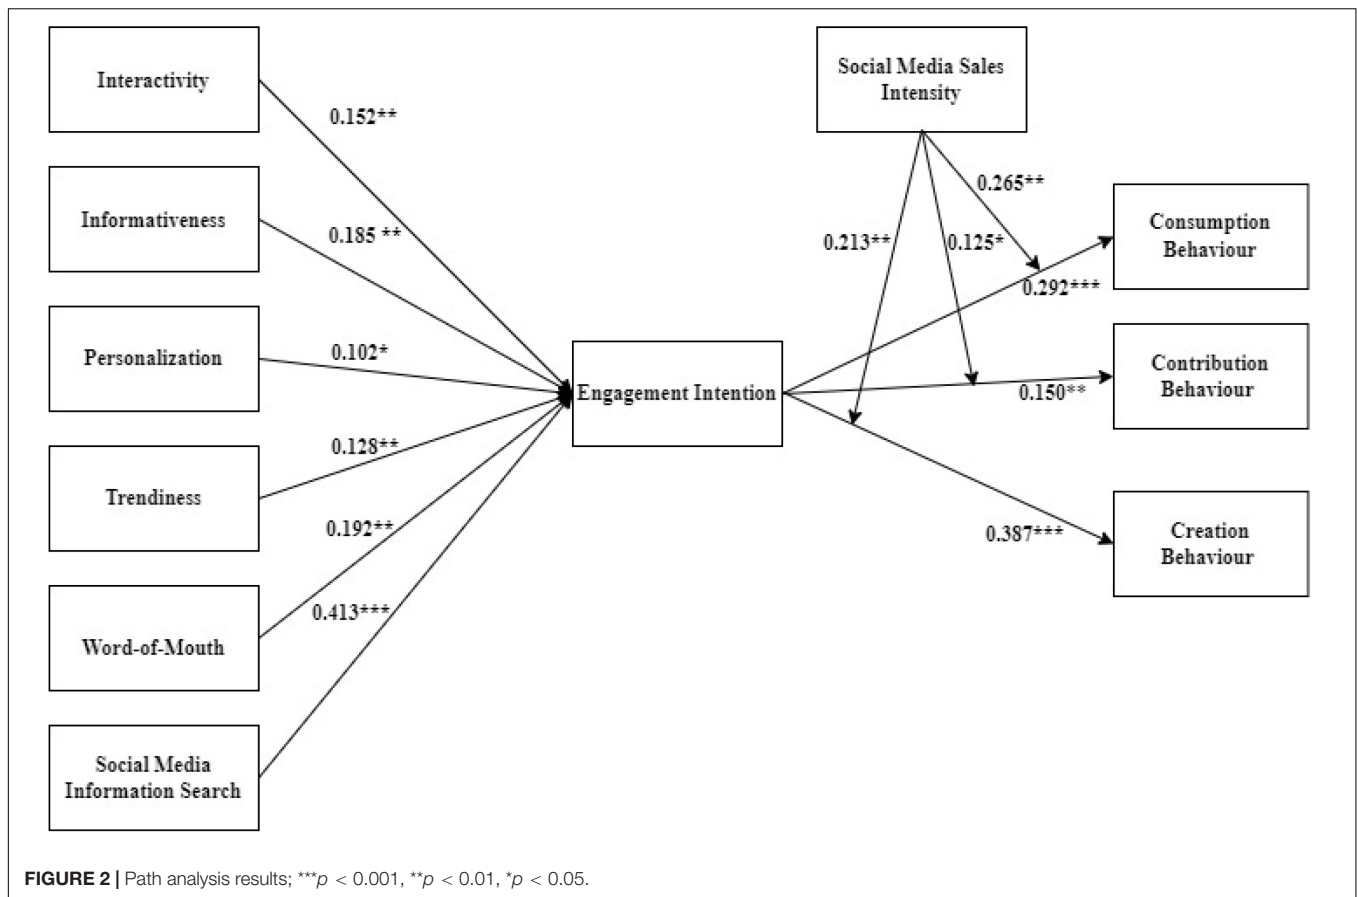 Interactivity
0.152**
Informativeness
0.185 **
Personalization
0.102*
Trendiness
0.128**
Word-of-Mouth
0.192**
Social Media
Information Search
0.413***
Engagement Intention
Social Media Sales
Intensity
0.265**
0.213**
0.125*
Consumption
Behaviour
0.292***
Contribution
Behaviour
0.150**
Creation
Behaviour
0.387***
FIGURE 2 | Path analysis results; ***p < 0.001, **p < 0.01, *p < 0.05.